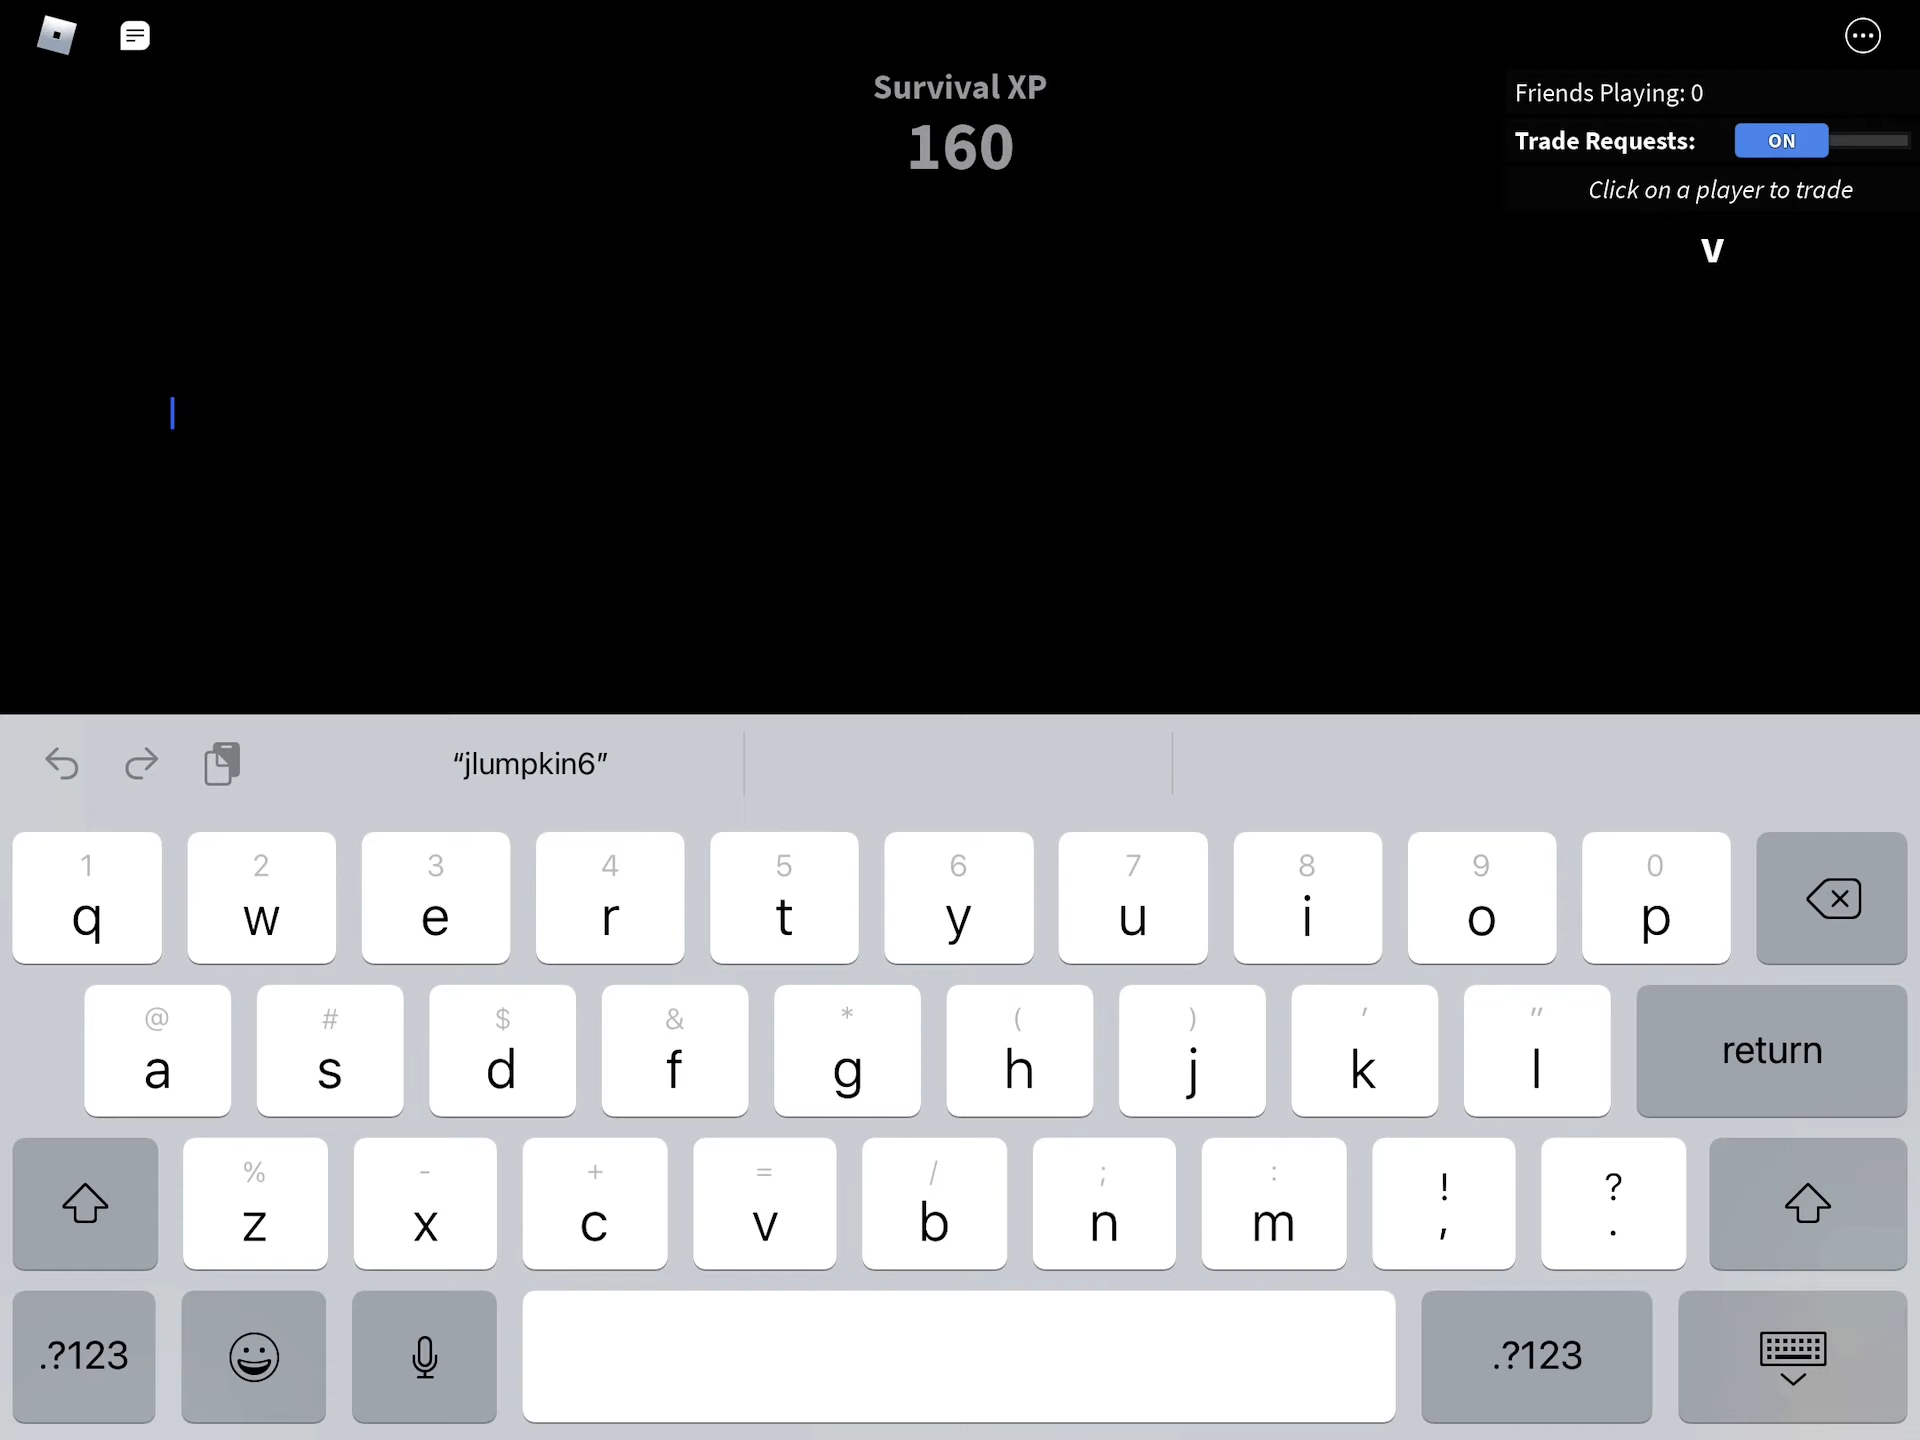 Survival XP
160
Friends Playing: 0
Trade Requests: ON
Click on a player to trade
v
“jlumpkin6”
1 2 3 4 5 6 7 8 9 0
q w e r t y u i o p
@ # $ & * ( ) ' "
a s d f g h j k l return
% - + = / ; : ! ?
z x c v b n m , .
.?123 .?123